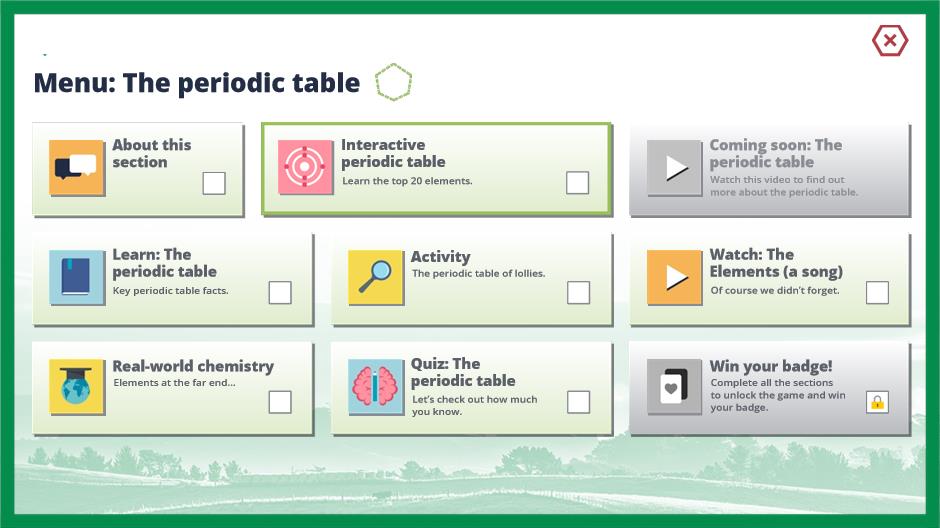 Menu: The periodic table
About this
section
Interactive
periodic table
Learn the top 20 elements.
Coming soon: The
periodic table
Watch this video to find out
more about the periodic table.
Learn: The
periodic table
Key periodic table facts.
Activity
The periodic table of lollies.
Watch: The
Elements (a song)
Of course we didn't forget.
Real-world chemistry
Elements at the far end...
Quiz: The
periodic table
Let's check out how much
you know.
Win your badge!
Complete all the sections
to unlock the game and win
your badge.